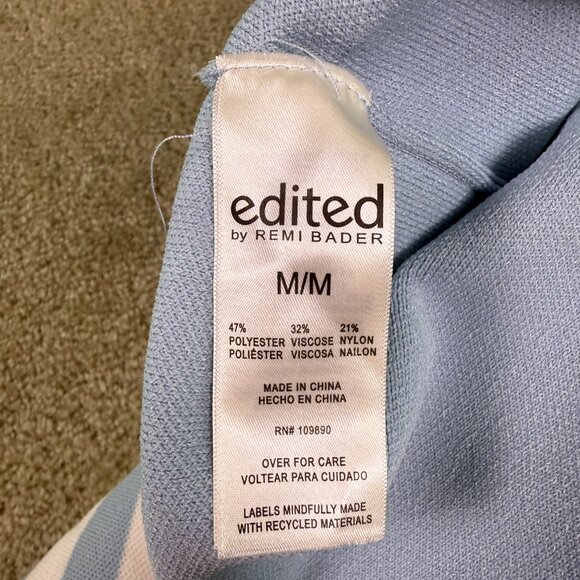 edited
by REMI BADER
M/M
47% 32% 21%
POLYESTER VISCOSE NYLON
POLIÉSTER VISCOSA NAILON
MADE IN CHINA
HECHO EN CHINA
RN# 109890
OVER FOR CARE
VOLTEAR PARA CUIDADO
LABELS MINDFULLY MADE
WITH RECYCLED MATERIALS